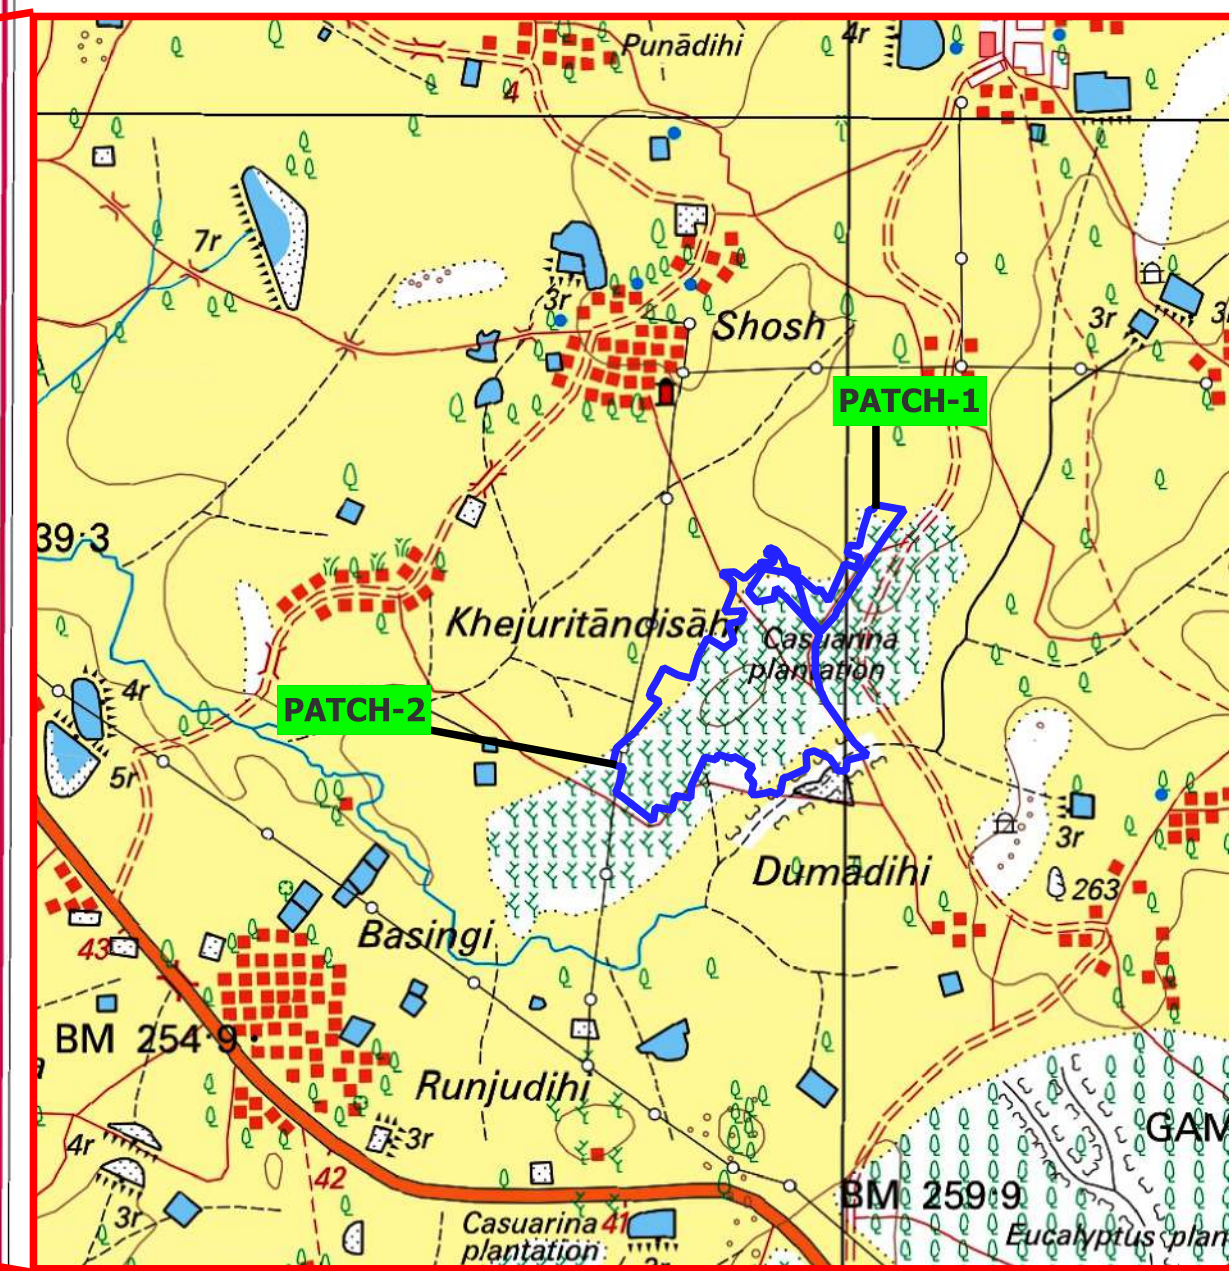 Punādihi
4r
4
7r
3r
Shosh
3r
PATCH-1
39·3
Khejuritāndisāhi
Casuarina
plantation
4r
PATCH-2
5r
3r
Dumādihi
263
Basingi
43
BM 254·9
Runjudihi
GAM
4r
3r
42
BM 259·9
3r
Casuarina
plantation
41
Eucalyptus plan